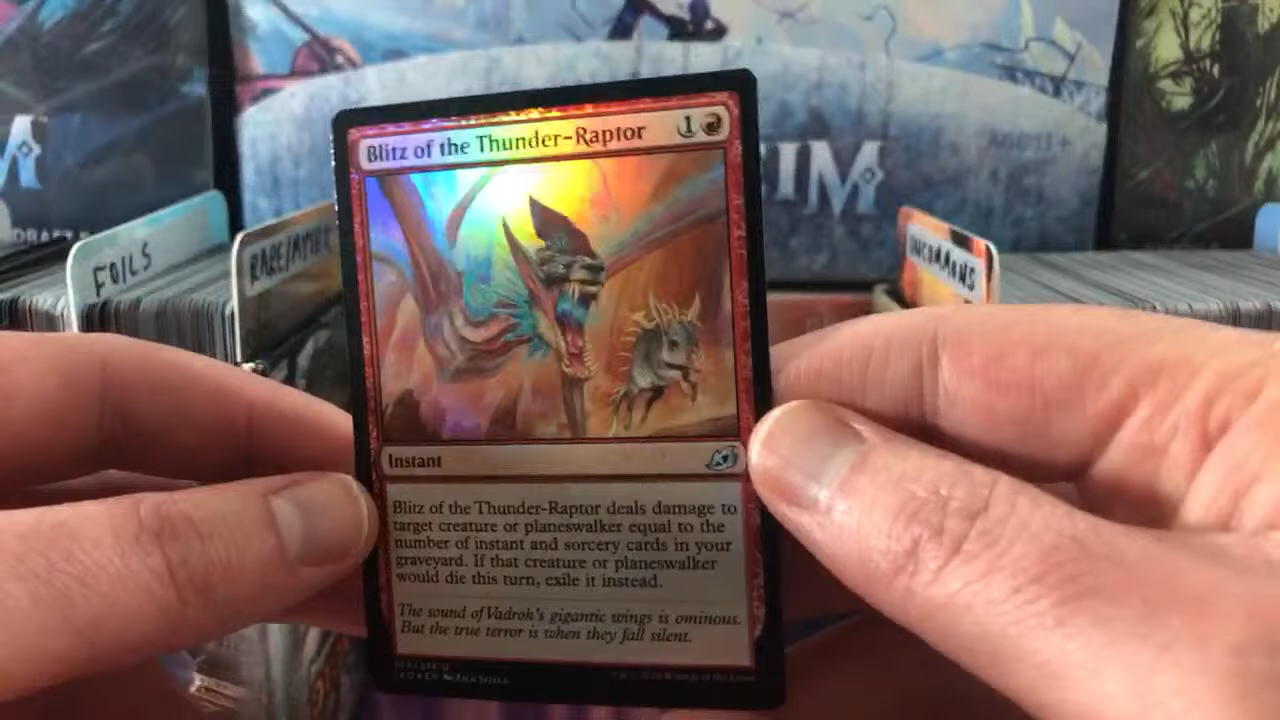 M
DRAFT
IM
FOILS
RARE/MYTHIC
UNCOMMONS
Blitz of the Thunder-Raptor 1
Instant
Blitz of the Thunder-Raptor deals damage to
target creature or planeswalker equal to the
number of instant and sorcery cards in your
graveyard. If that creature or planeswalker
would die this turn, exile it instead.
The sound of Vadrok's gigantic wings is ominous.
But the true terror is when they fall silent.